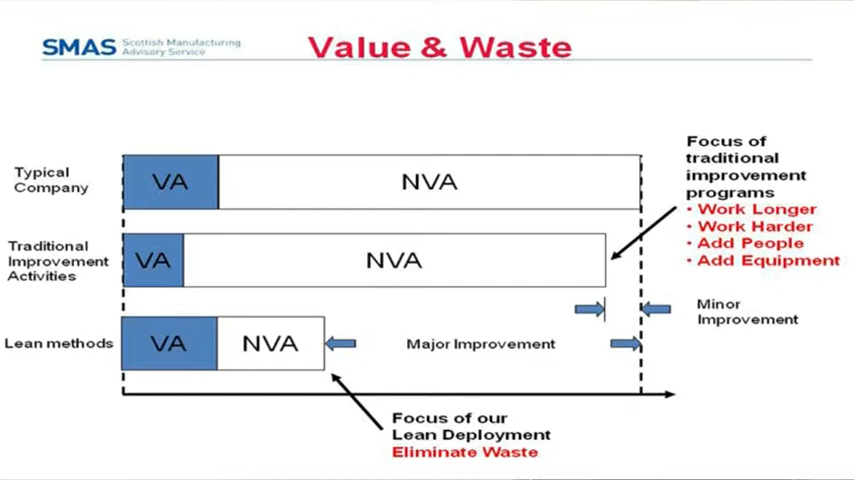 SMAS
Scottish Manufacturing
Advisory Service
Value & Waste
Typical
Company
VA
NVA
Focus of
traditional
improvement
programs
• Work Longer
• Work Harder
• Add People
• Add Equipment
Traditional
Improvement
Activities
VA
NVA
Minor
Improvement
Lean methods
VA
NVA
Major Improvement
Focus of our
Lean Deployment
Eliminate Waste